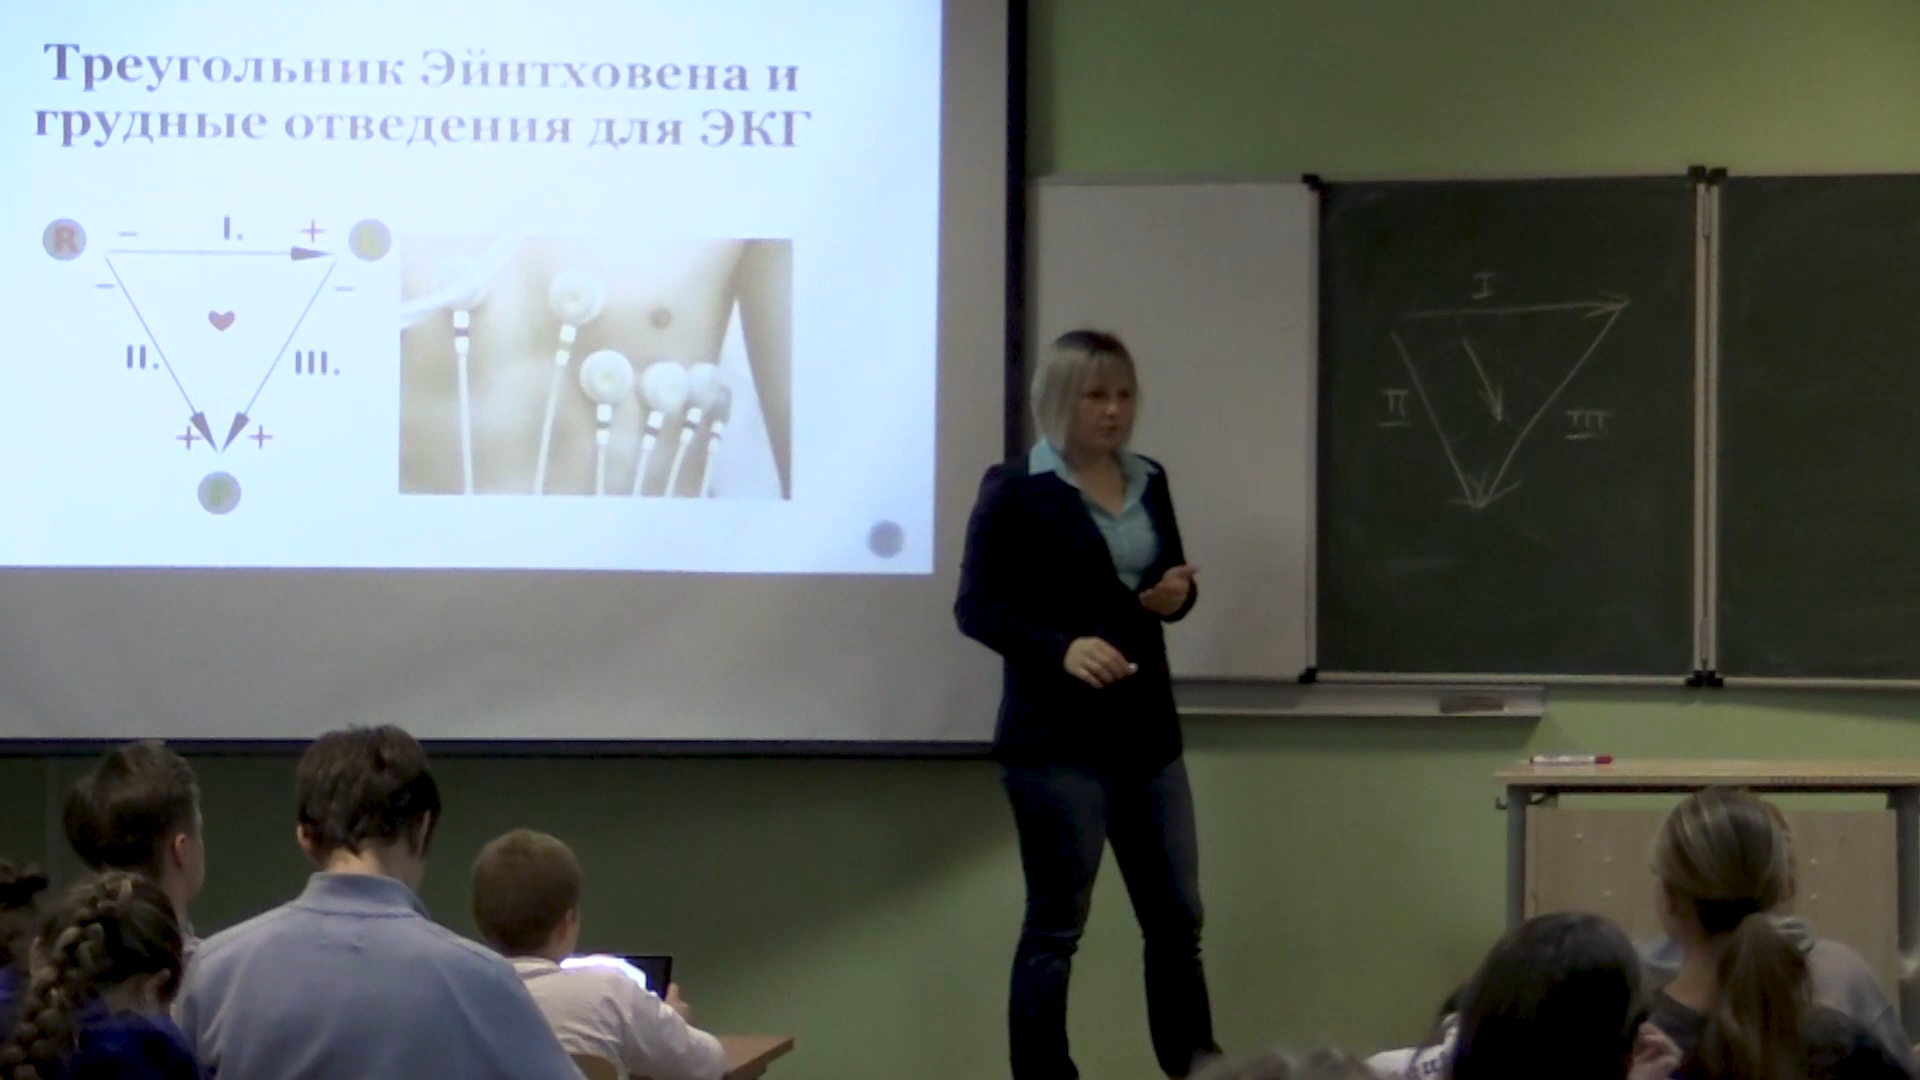 Треугольник Эйнтховена и
грудные отведения для ЭКГ
R − I. + L
− −
II. III.
+ +
I
II III